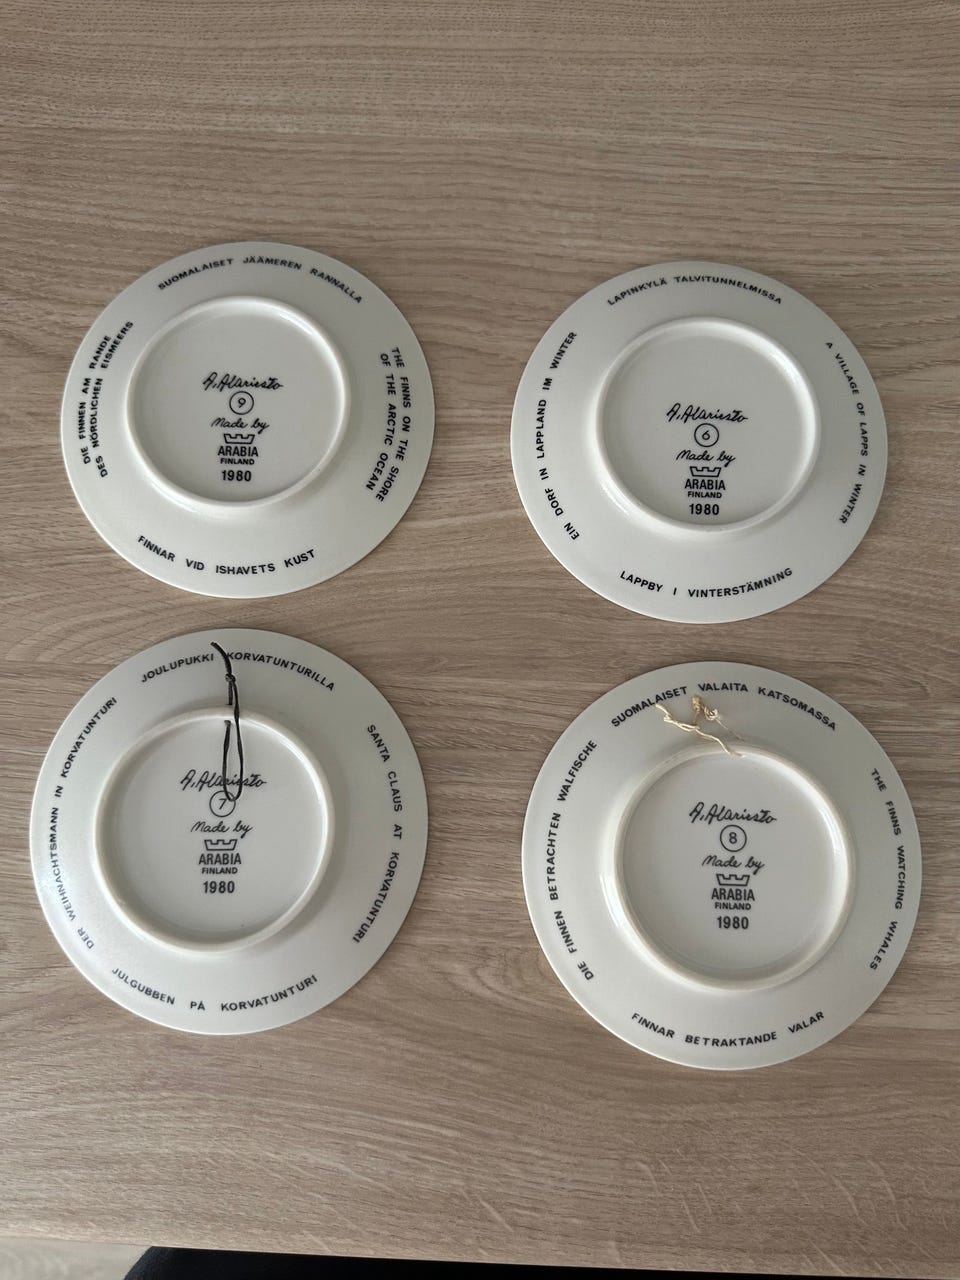 SUOMALAISET JÄÄMEREN RANNALLA
THE FINNS ON THE SHORE
OF THE ARCTIC OCEAN
FINNAR VID ISHAVETS KUST
DIE FINNEN AM RANDE
DES NÖRDLICHEN EISMEERS
A. Alariesto
9
Made by
ARABIA
FINLAND
1980
LAPINKYLÄ TALVITUNNELMISSA
A VILLAGE OF LAPPS IN WINTER
LAPPBY I VINTERSTÄMNING
EIN DORF IN LAPPLAND IM WINTER
A. Alariesto
6
Made by
ARABIA
FINLAND
1980
JOULUPUKKI KORVATUNTURILLA
SANTA CLAUS AT KORVATUNTURI
JULGUBBEN PÅ KORVATUNTURI
DER WEIHNACHTSMANN IN KORVATUNTURI
A. Alariesto
7
Made by
ARABIA
FINLAND
1980
SUOMALAISET VALAITA KATSOMASSA
THE FINNS WATCHING WHALES
FINNAR BETRAKTANDE VALAR
DIE FINNEN BETRACHTEN WALFISCHE
A. Alariesto
8
Made by
ARABIA
FINLAND
1980